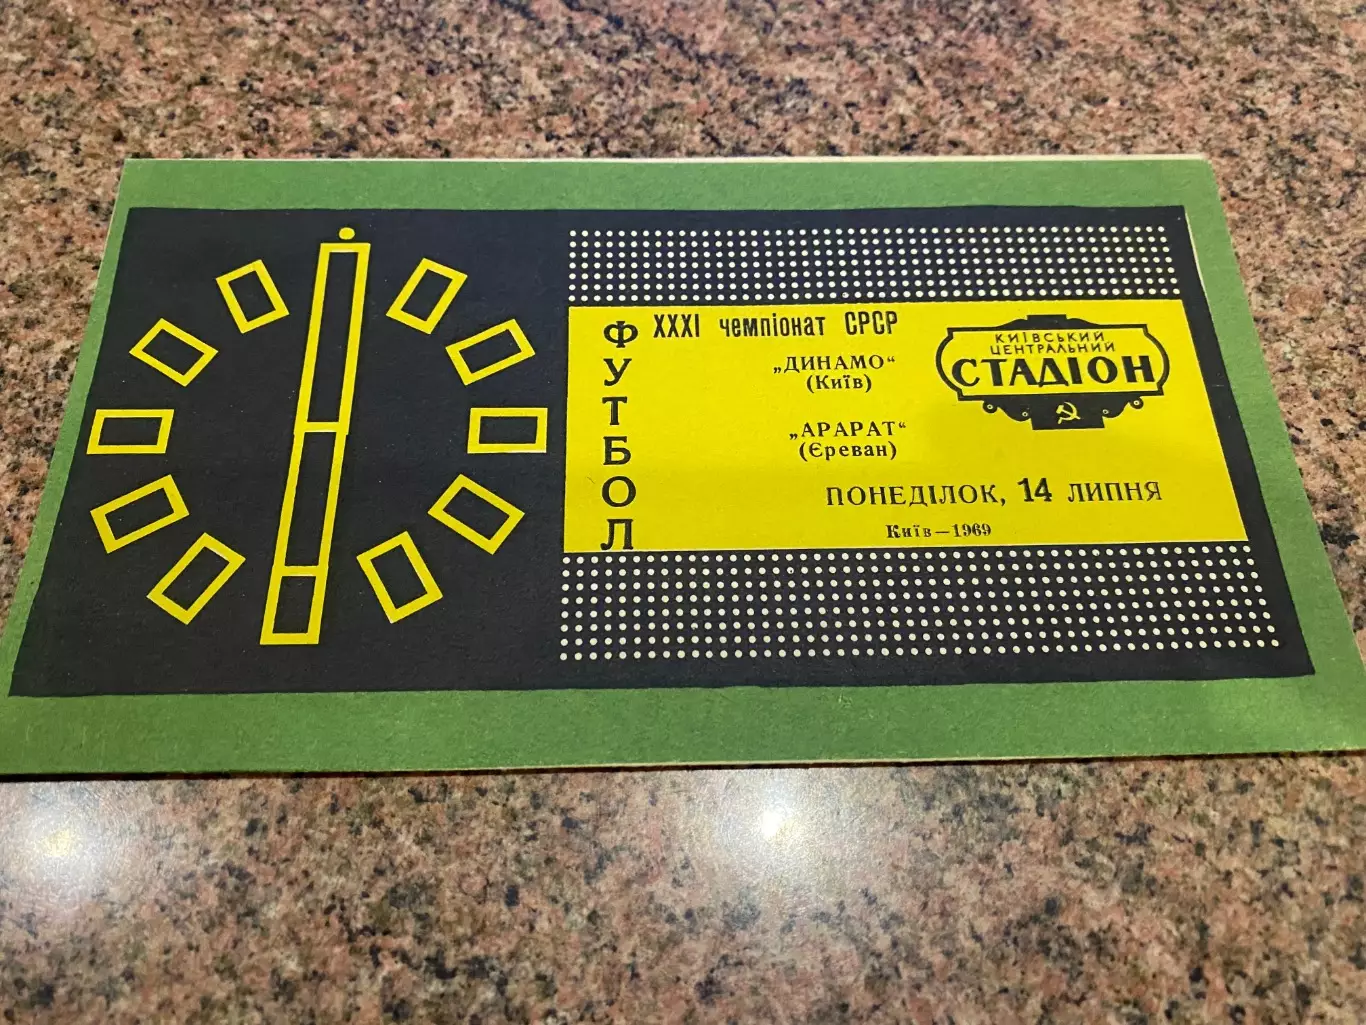 ФУТБОЛ
XXXI чемпіонат СРСР
„ДИНАМО“
(Київ)
„АРАРАТ“
(Єреван)
ПОНЕДІЛОК, 14 ЛИПНЯ
Київ—1969
КИЇВСЬКИЙ
ЦЕНТРАЛЬНИЙ
СТАДІОН